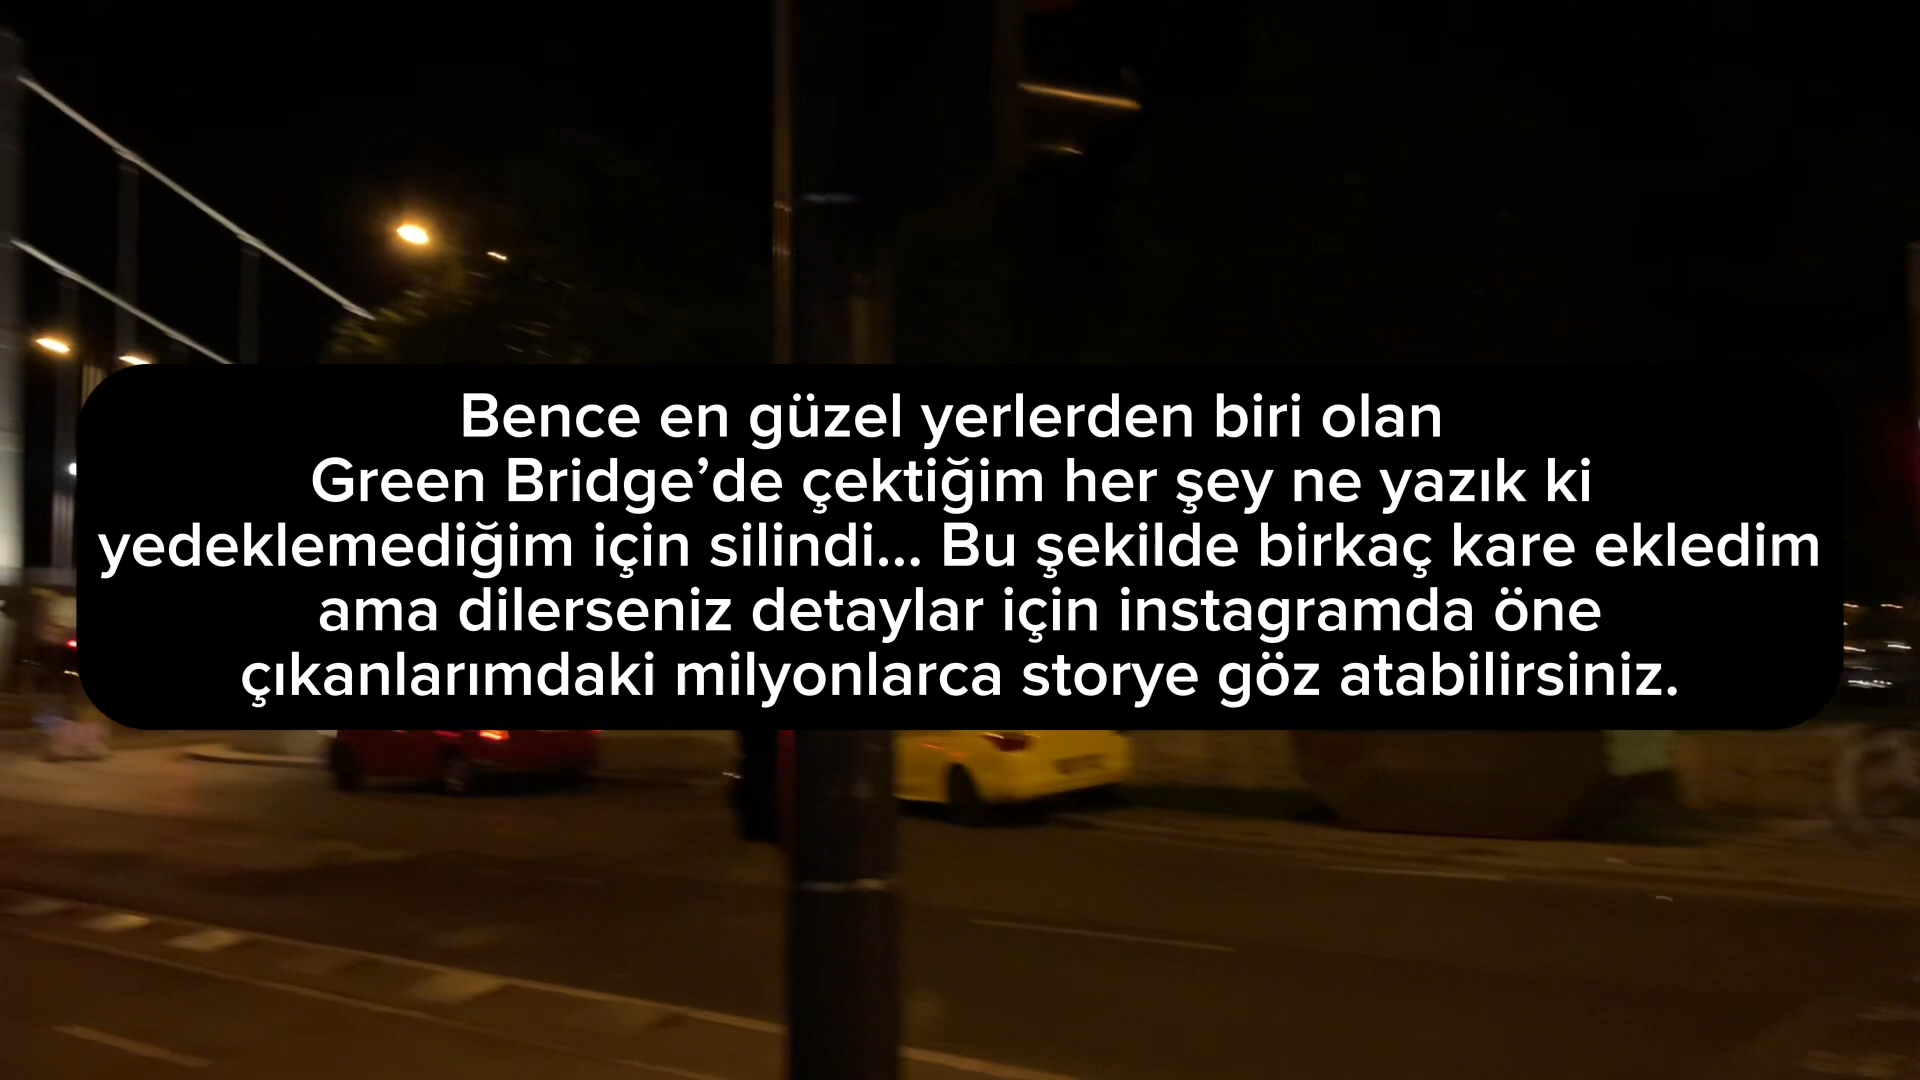 Bence en güzel yerlerden biri olan
Green Bridge’de çektiğim her şey ne yazık ki
yedeklemediğim için silindi... Bu şekilde birkaç kare ekledim
ama dilerseniz detaylar için instagramda öne
çıkanlarımdaki milyonlarca storye göz atabilirsiniz.